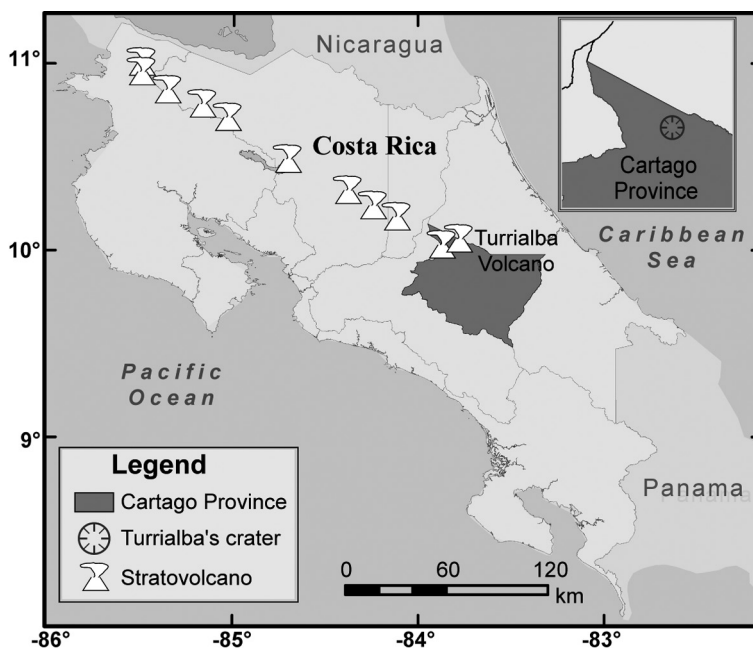 11°
10°
9°
-86°
-85°
-84°
-83°
Nicaragua
Costa Rica
Turrialba
Volcano
Caribbean
Sea
Pacific
Ocean
Panama
Panama
Cartago
Province
Legend
Cartago Province
Turrialba's crater
Stratovolcano
0 60 120
km